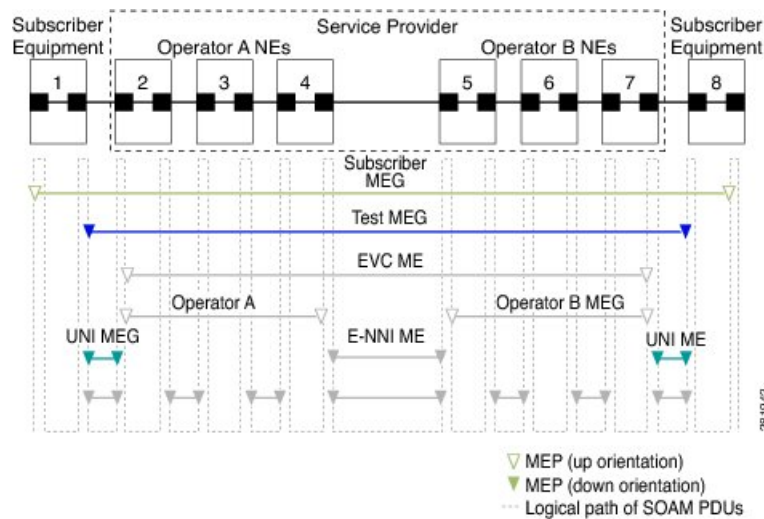 Subscriber Equipment
Service Provider
Subscriber Equipment
Operator A NEs
Operator B NEs
1 2 3 4 5 6 7 8
Subscriber MEG
Test MEG
EVC ME
Operator A
Operator B MEG
UNI MEG
E-NNI ME
UNI ME
MEP (up orientation)
MEP (down orientation)
Logical path of SOAM PDUs